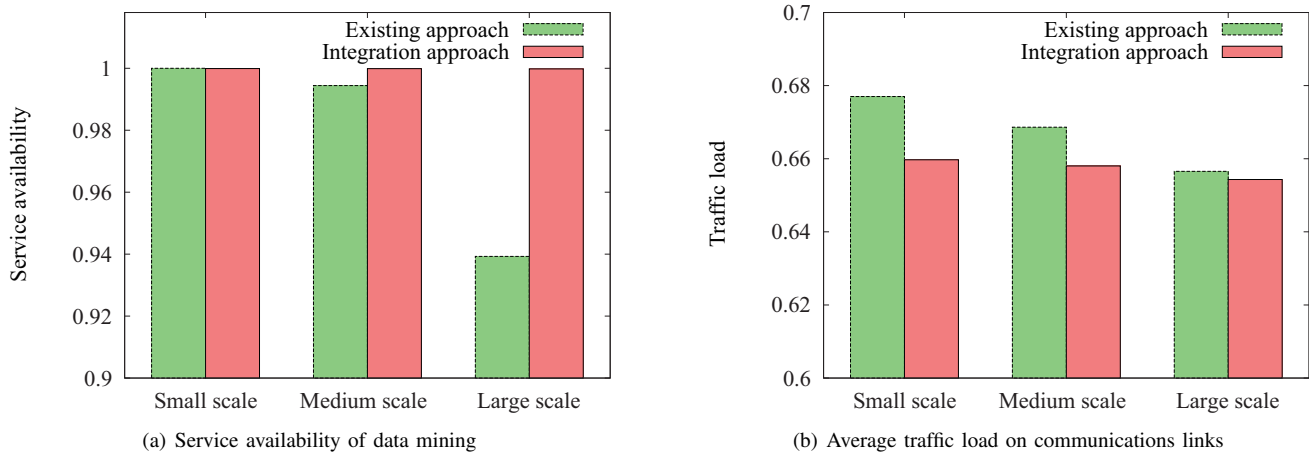 Service availability
1
0.98
0.96
0.94
0.92
0.9
Existing approach
Integration approach
Small scale
Medium scale
Large scale
(a) Service availability of data mining
Traffic load
0.7
0.68
0.66
0.64
0.62
0.6
Existing approach
Integration approach
Small scale
Medium scale
Large scale
(b) Average traffic load on communications links